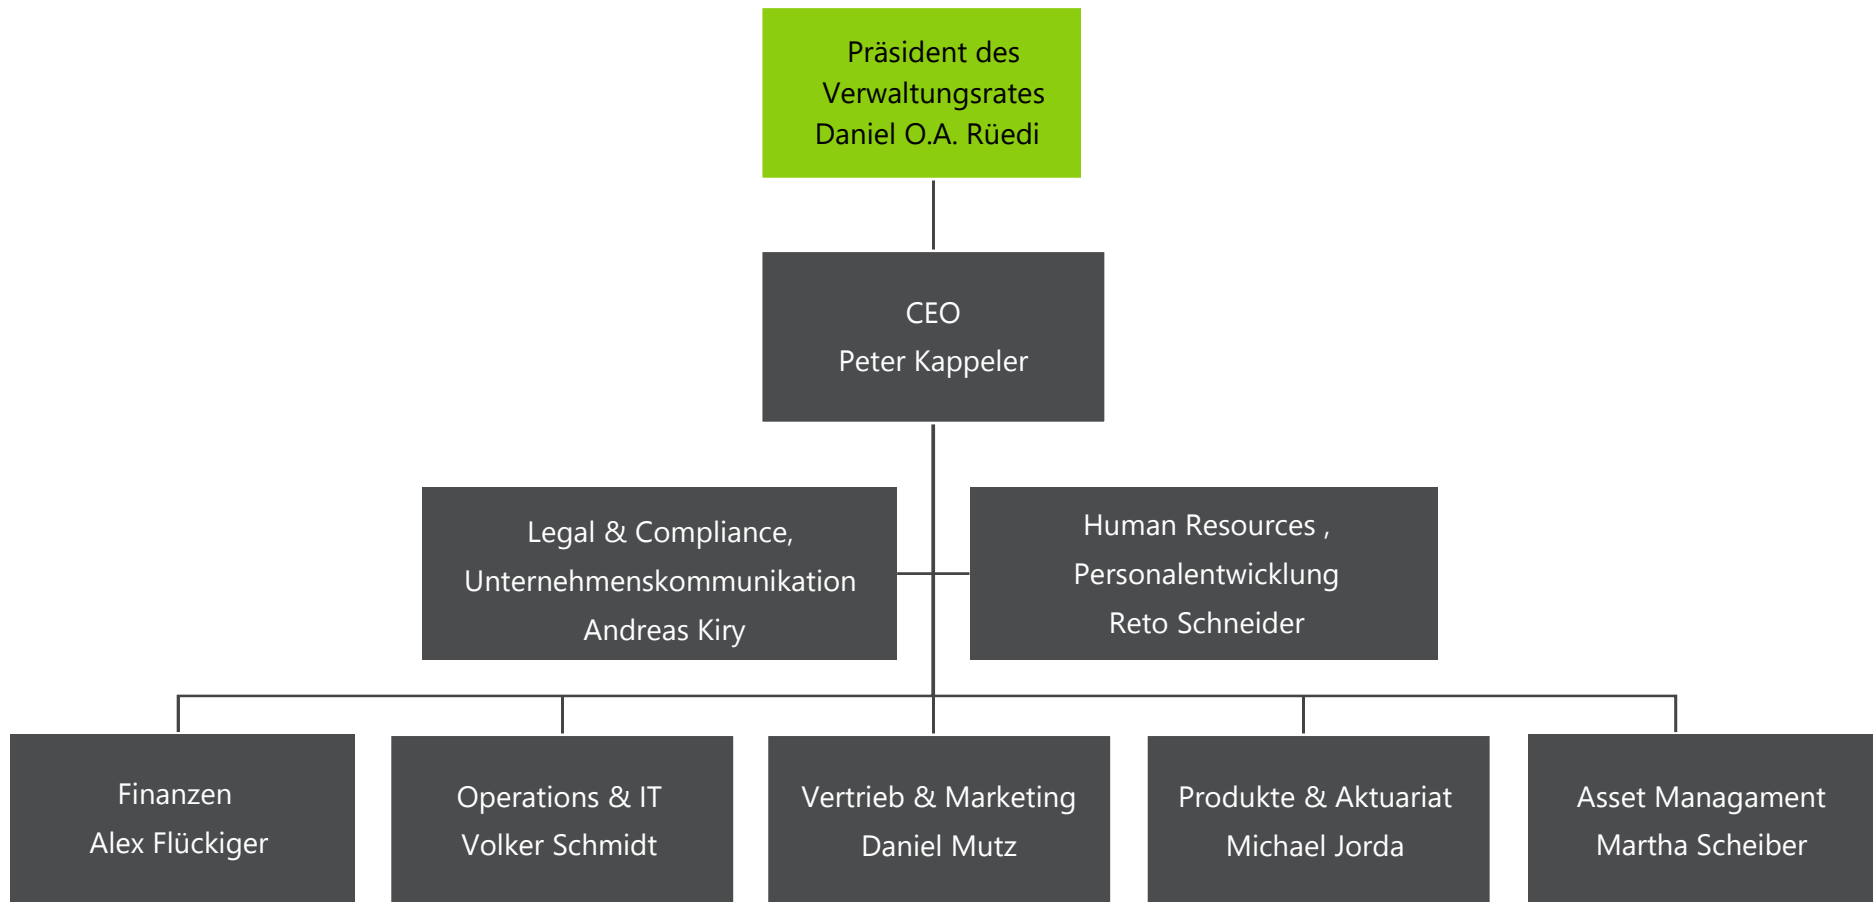 Präsident des
Verwaltungsrates
Daniel O.A. Rüedi
CEO
Peter Kappeler
Legal & Compliance,
Unternehmenskommunikation
Andreas Kiry
Human Resources ,
Personalentwicklung
Reto Schneider
Finanzen
Alex Flückiger
Operations & IT
Volker Schmidt
Vertrieb & Marketing
Daniel Mutz
Produkte & Aktuariat
Michael Jorda
Asset Managament
Martha Scheiber